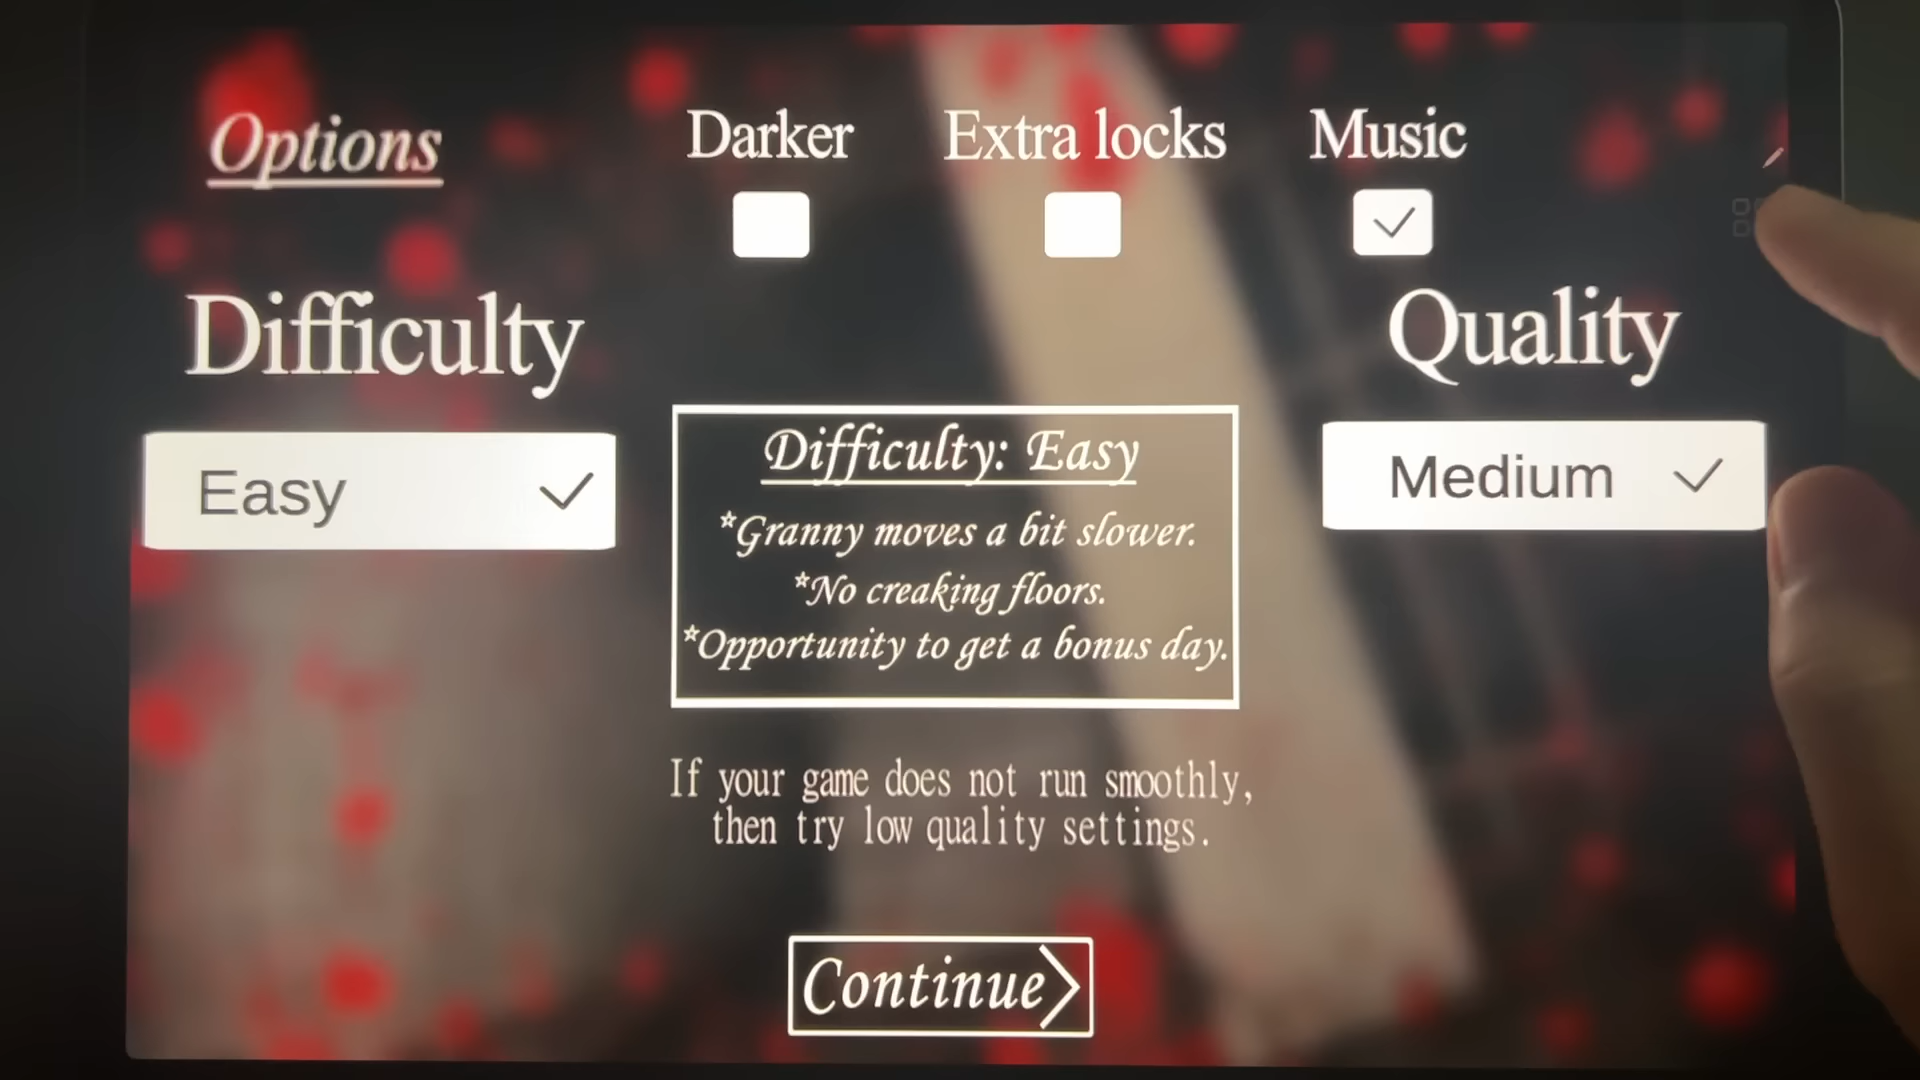 Options
Darker
Extra locks
Music
Difficulty
Quality
Easy
Medium
Difficulty: Easy
*Granny moves a bit slower.
*No creaking floors.
*Opportunity to get a bonus day.
If your game does not run smoothly,
then try low quality settings.
Continue